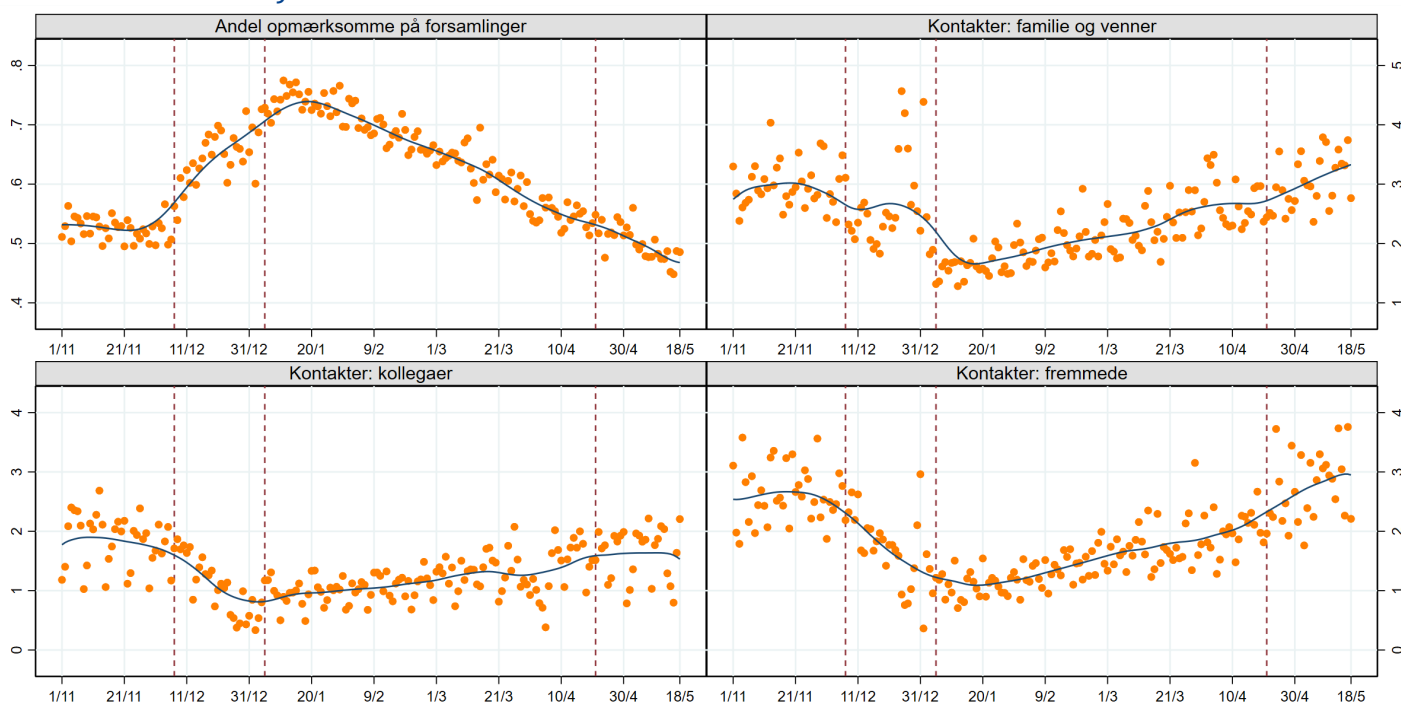 Andel opmærksomme på forsamlinger
Kontakter: familie og venner
.8
.7
.6
.5
.4
5
4
3
2
1
1/11 21/11 11/12 31/12 20/1 9/2 1/3 21/3 10/4 30/4 18/5
1/11 21/11 11/12 31/12 20/1 9/2 1/3 21/3 10/4 30/4 18/5
Kontakter: kollegaer
Kontakter: fremmede
4
3
2
1
0
4
3
2
1
0
1/11 21/11 11/12 31/12 20/1 9/2 1/3 21/3 10/4 30/4 18/5
1/11 21/11 11/12 31/12 20/1 9/2 1/3 21/3 10/4 30/4 18/5